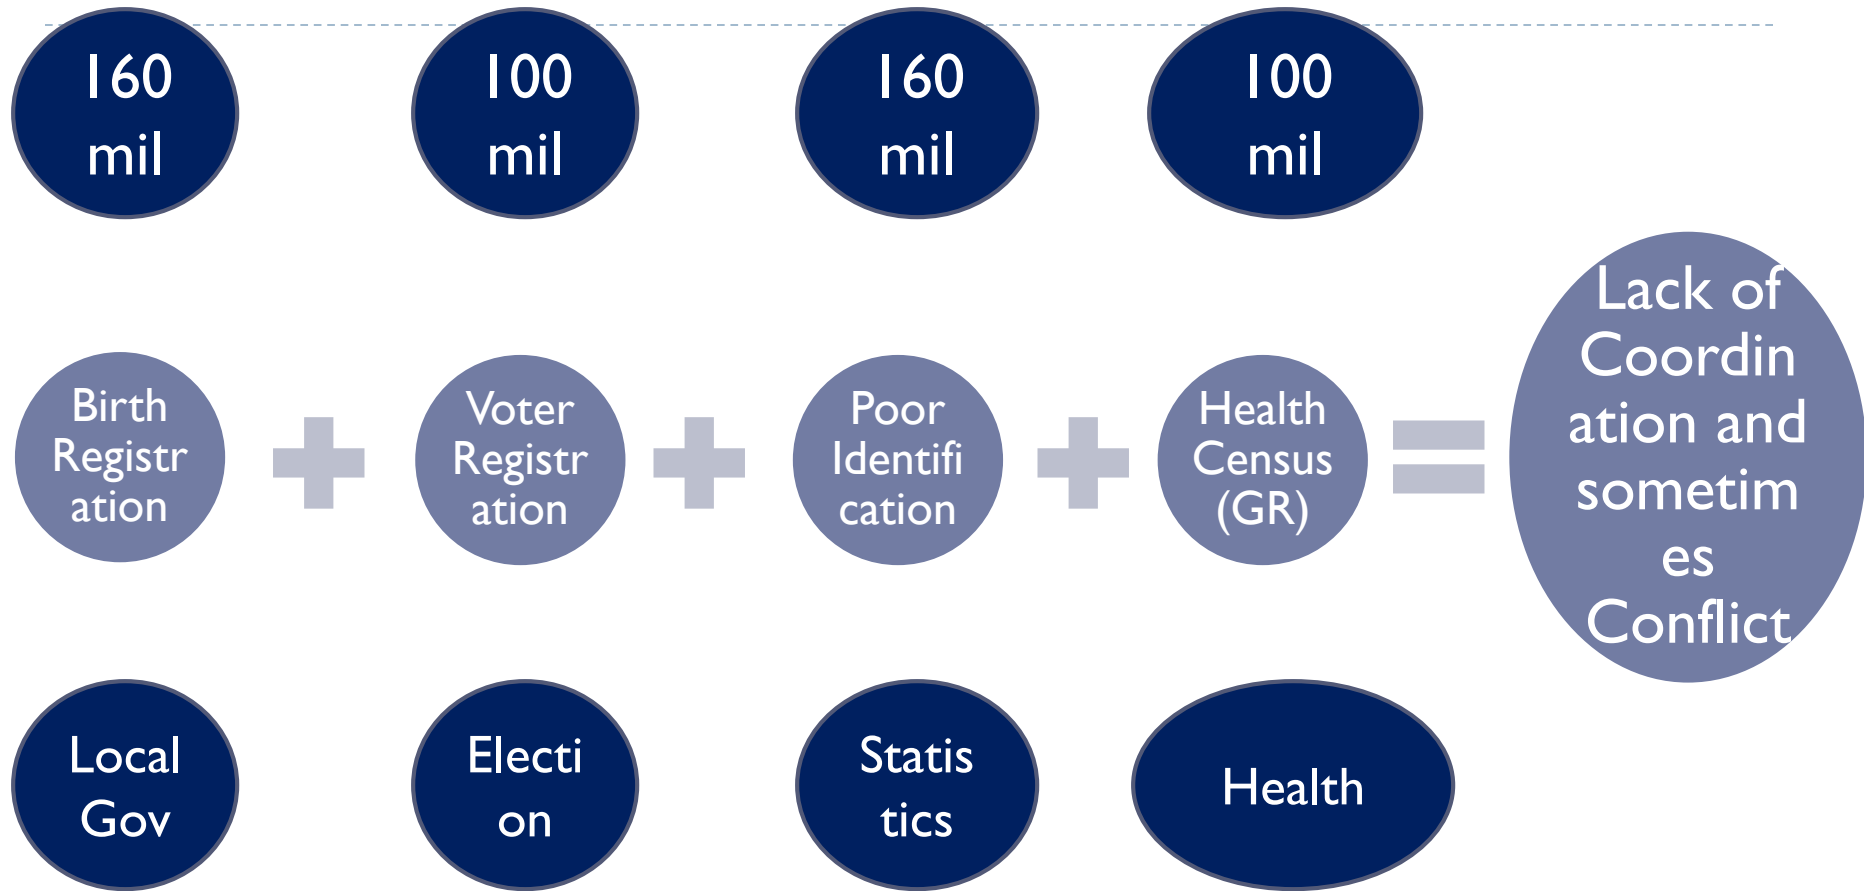 160
mil
100
mil
160
mil
100
mil
Birth
Registr
ation
Voter
Registr
ation
Poor
Identifi
cation
Health
Census
(GR)
Lack of
Coordin
ation and
sometim
es
Conflict
Local
Gov
Electi
on
Statis
tics
Health